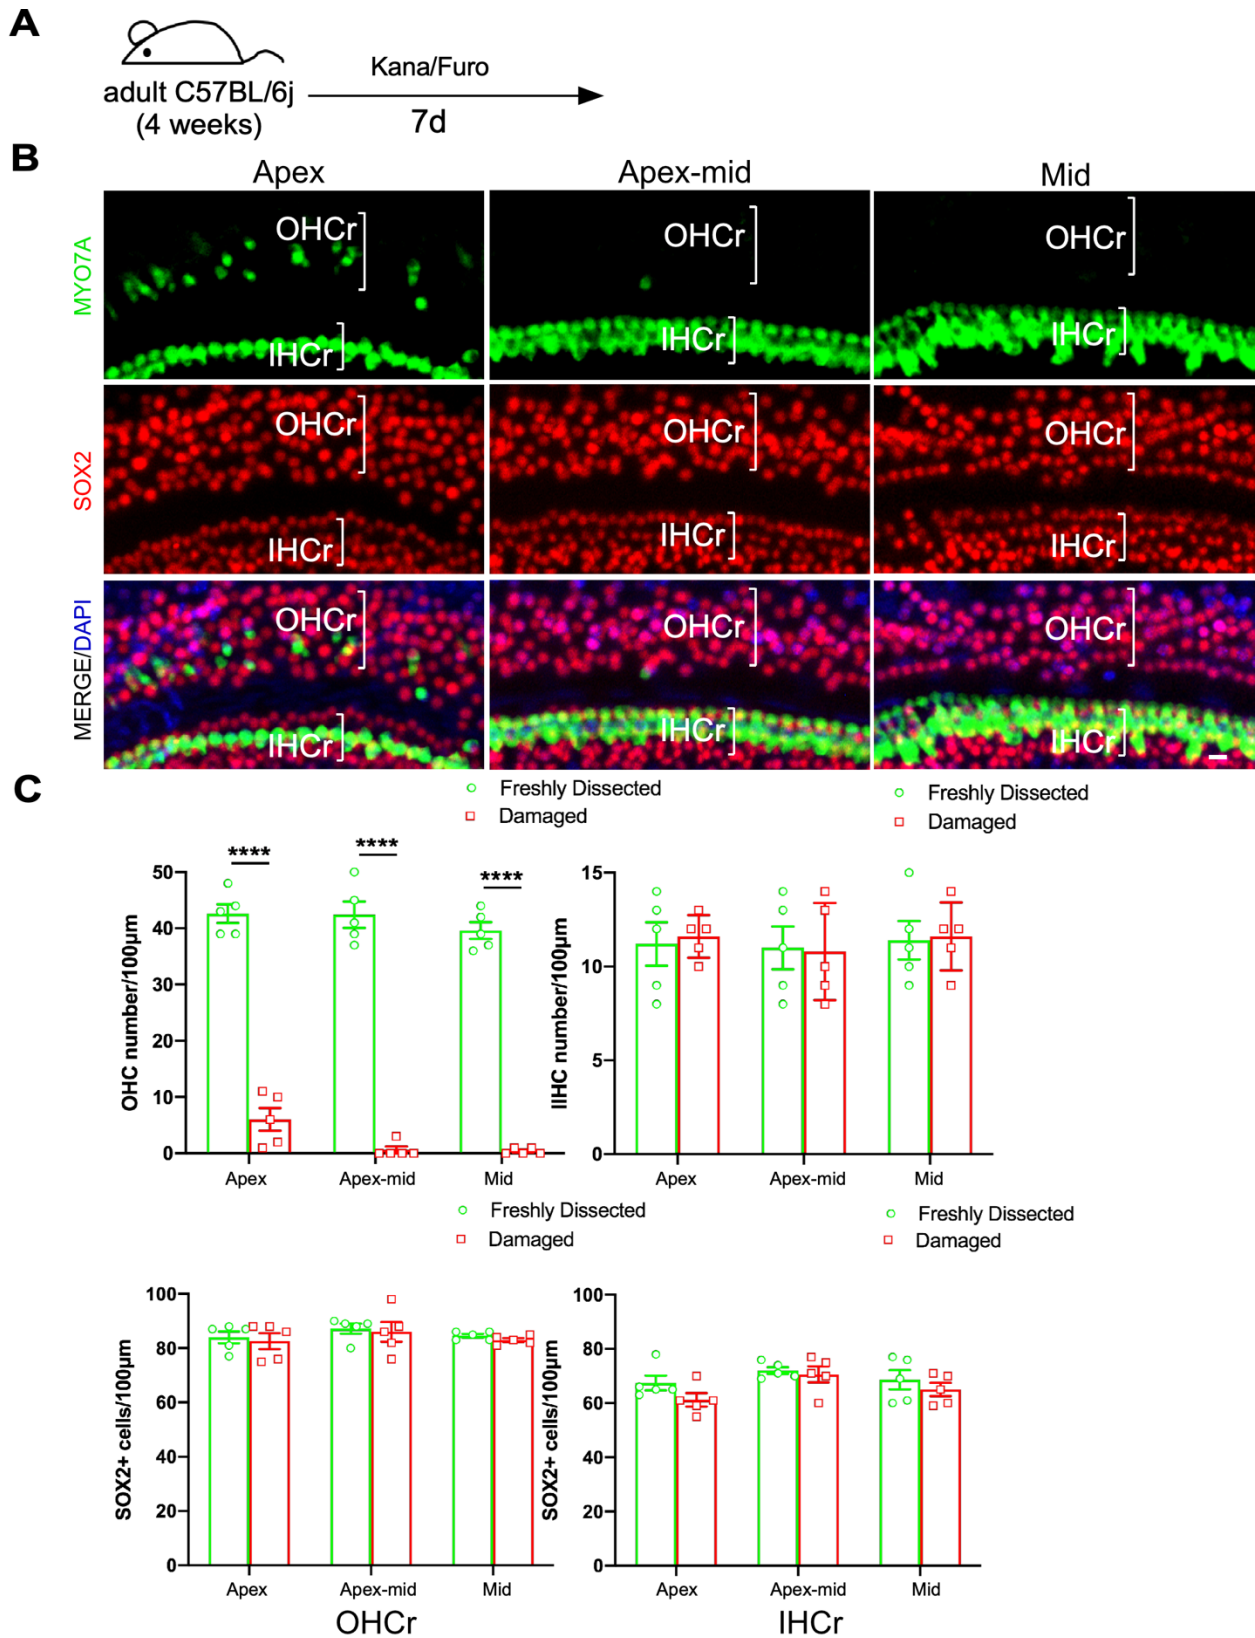 A
adult C57BL/6j
(4 weeks)
Kana/Furo
7d
B
Apex
Apex-mid
Mid
MYO7A
OHCr
OHCr
OHCr
IHCr
IHCr
IHCr
SOX2
OHCr
OHCr
OHCr
IHCr
IHCr
IHCr
MERGE/DAPI
OHCr
OHCr
OHCr
IHCr
IHCr
IHCr
C
Freshly Dissected
Damaged
Freshly Dissected
Damaged
OHC number/100µm
50
40
30
20
10
0
****
****
****
Apex
Apex-mid
Mid
IIHC number/100µm
15
10
5
0
Apex
Apex-mid
Mid
Freshly Dissected
Damaged
Freshly Dissected
Damaged
SOX2+ cells/100µm
100
80
60
40
20
0
Apex
Apex-mid
Mid
OHCr
SOX2+ cells/100µm
100
80
60
40
20
0
Apex
Apex-mid
Mid
IHCr